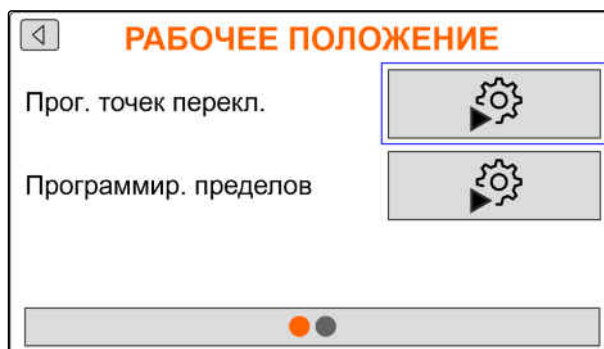 РАБОЧЕЕ ПОЛОЖЕНИЕ
Прог. точек перекл.
Программир. пределов